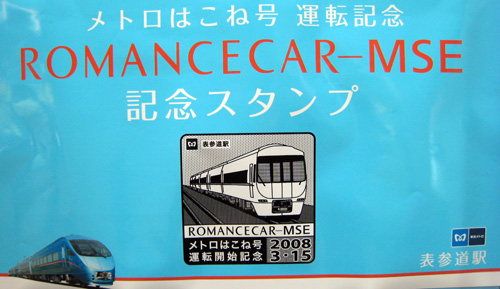 メトロはこね号 運転記念
ROMANCECAR−MSE
記念スタンプ
表参道駅
ROMANCECAR−MSE
メトロはこね号
運転開始記念
2008
3・15
表参道駅